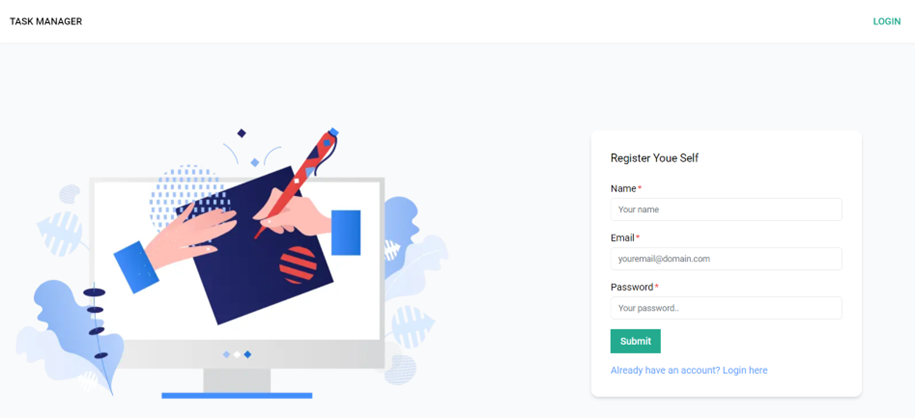 TASK MANAGER
LOGIN
Register Youe Self
Name*
Your name
Email*
youremail@domain.com
Password*
Your password..
Submit
Already have an account? Login here